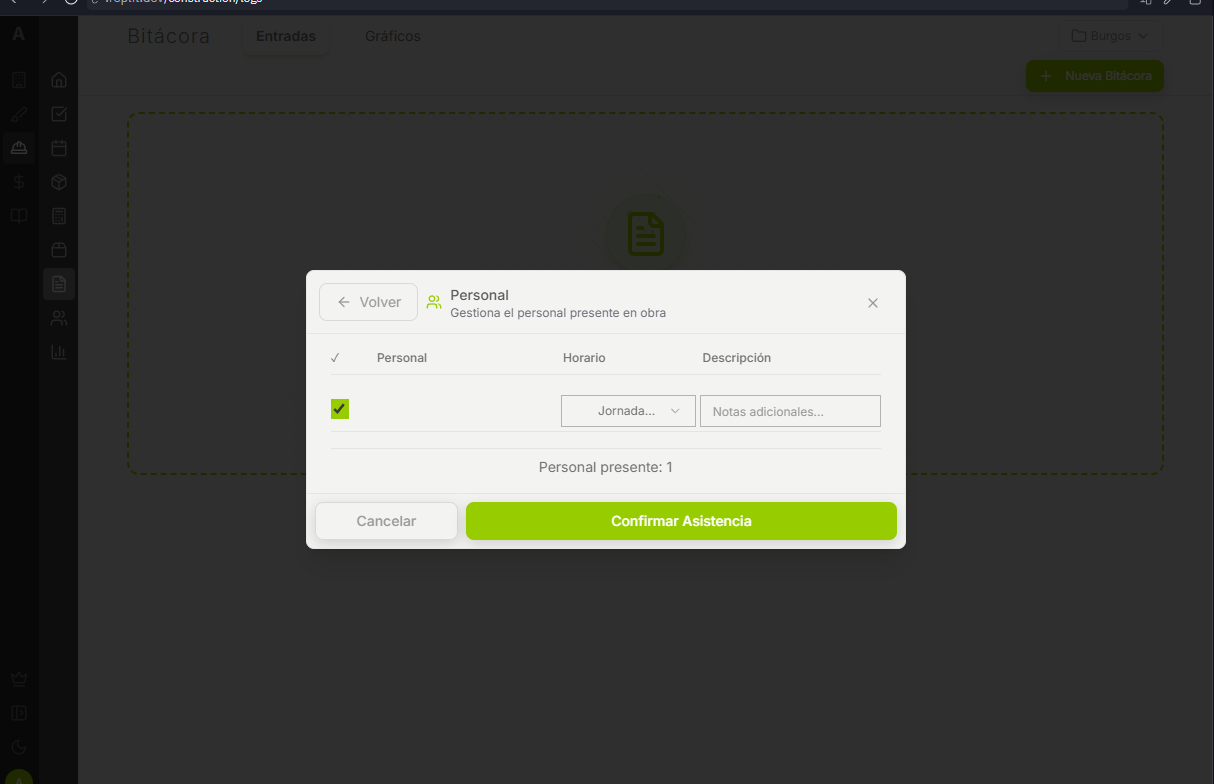 A
Bitácora
Entradas
Gráficos
Burgos
Nueva Bitácora
Volver
Personal
Gestiona el personal presente en obra
✓ Personal Horario Descripción
Jornada... Notas adicionales...
Personal presente: 1
Cancelar
Confirmar Asistencia